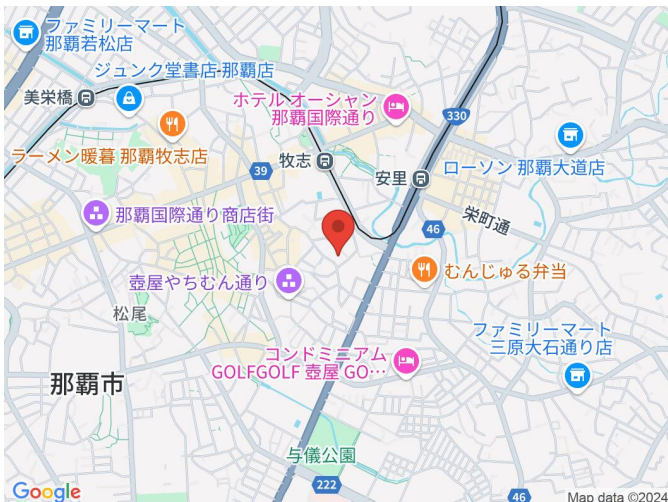 ファミリーマート
那覇若松店
ジュンク堂書店 那覇店
美栄橋
ホテル オーシャン
那覇国際通り
330
ラーメン暖暮 那覇牧志店
39
牧志
安里
ローソン 那覇大道店
栄町通
那覇国際通り商店街
46
壺屋やちむん通り
むんじゅる弁当
松尾
ファミリーマート
三原大石通り店
コンドミニアム
GOLFGOLF 壺屋 GO…
那覇市
与儀公園
222
46
Google
Map data ©2024